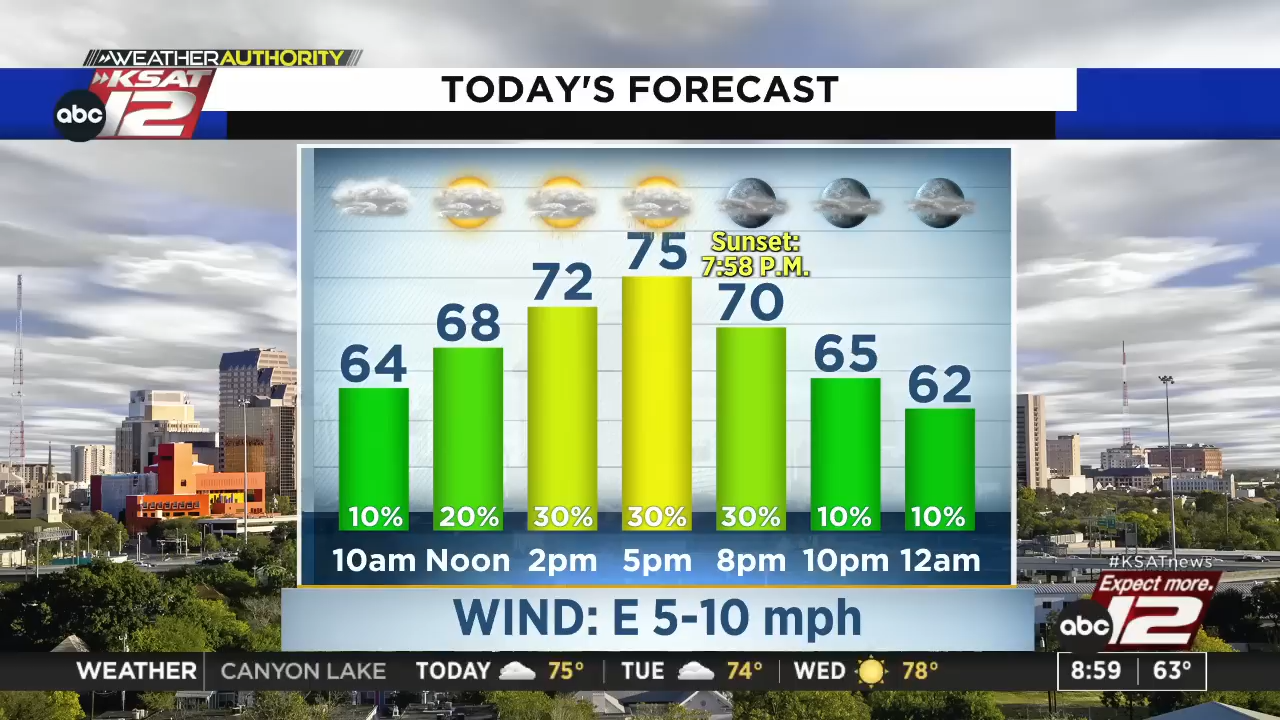 WEATHER AUTHORITY
KSAT
abc 12
TODAY'S FORECAST
64 68 72 75 70 65 62
Sunset:
7:58 P.M.
10% 20% 30% 30% 30% 10% 10%
10am Noon 2pm 5pm 8pm 10pm 12am
WIND: E 5-10 mph
#KSATnews
Expect more.
abc 12
WEATHER CANYON LAKE TODAY 75° TUE 74° WED 78° 8:59 63°